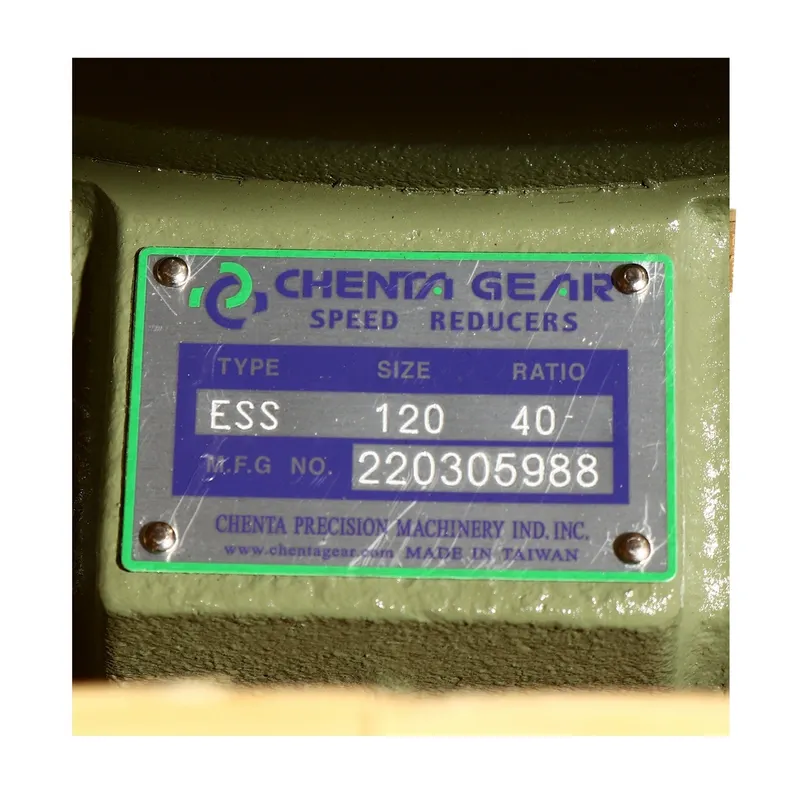 CHENTA GEAR
SPEED REDUCERS
TYPE SIZE RATIO
ESS 120 40
M.F.G NO. 220305988
CHENTA PRECISION MACHINERY IND. INC.
www.chentagear.com MADE IN TAIWAN